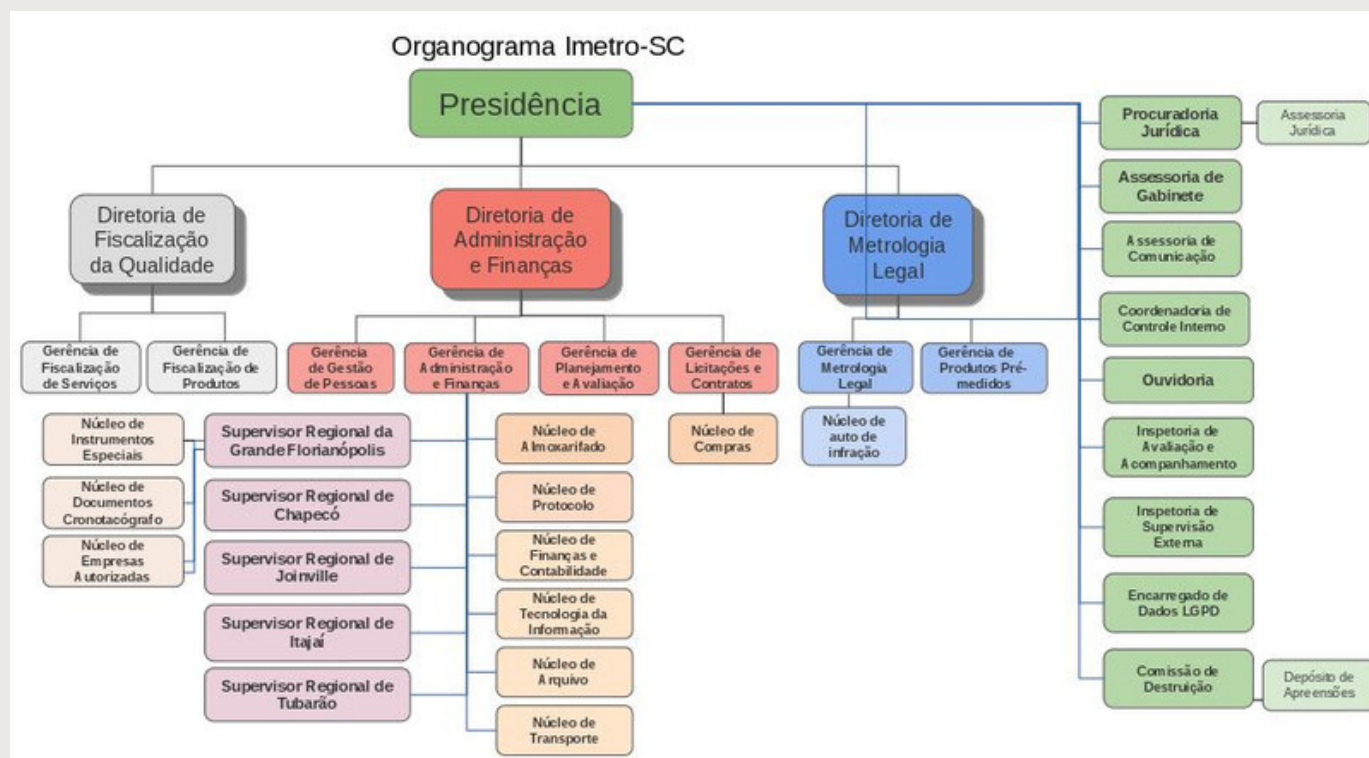 Organograma Imetro-SC
Presidência
Diretoria de
Fiscalização
da Qualidade
Diretoria de
Administração
e Finanças
Diretoria de
Metrologia
Legal
Gerência de
Fiscalização
de Serviços
Gerência de
Fiscalização de
Produtos
Gerência
de Gestão
de Pessoas
Gerência de
Administração
e Finanças
Gerência de
Planejamento
e Avaliação
Gerência de
Licitações e
Contratos
Gerência de
Metrologia
Legal
Gerência de
Produtos Pré-
medidos
Núcleo de
Instrumentos
Especiais
Núcleo de
Documentos
Cronotacógrafo
Núcleo de
Empresas
Autorizadas
Supervisor Regional da
Grande Florianópolis
Supervisor Regional de
Chapecó
Supervisor Regional de
Joinville
Supervisor Regional de
Itajaí
Supervisor Regional de
Tubarão
Núcleo de
Almoxarifado
Núcleo de
Protocolo
Núcleo de
Finanças e
Contabilidade
Núcleo de
Tecnologia da
Informação
Núcleo de
Arquivo
Núcleo de
Transporte
Núcleo de
Compras
Núcleo de
auto de
infração
Procuradoria
Jurídica
Assessoria
Jurídica
Assessoria de
Gabinete
Assessoria de
Comunicação
Coordenadoria de
Controle Interno
Ouvidoria
Inspetoria de
Avaliação e
Acompanhamento
Inspetoria de
Supervisão
Externa
Encarregado de
Dados LGPD
Comissão de
Destruição
Depósito de
Apreensões